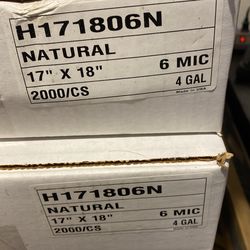 H171806N
NATURAL
17" X 18" 6 MIC
2000/CS 4 GAL
Made in USA
H171806N
NATURAL
17" X 18" 6 MIC
2000/CS 4 GAL